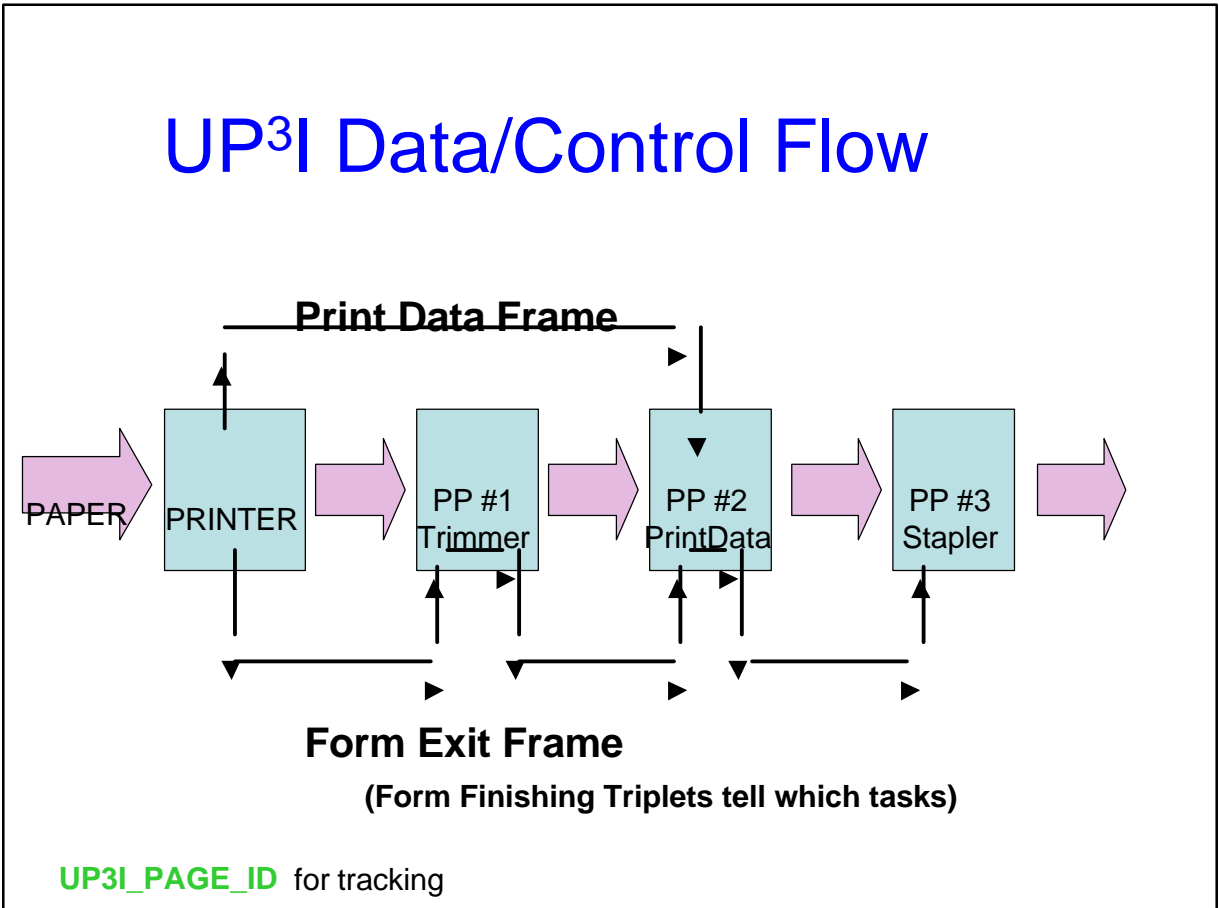 UP³I Data/Control Flow
Print Data Frame
PAPER
PRINTER
PP #1
Trimmer
PP #2
PrintData
PP #3
Stapler
Form Exit Frame
(Form Finishing Triplets tell which tasks)
UP3I_PAGE_ID for tracking